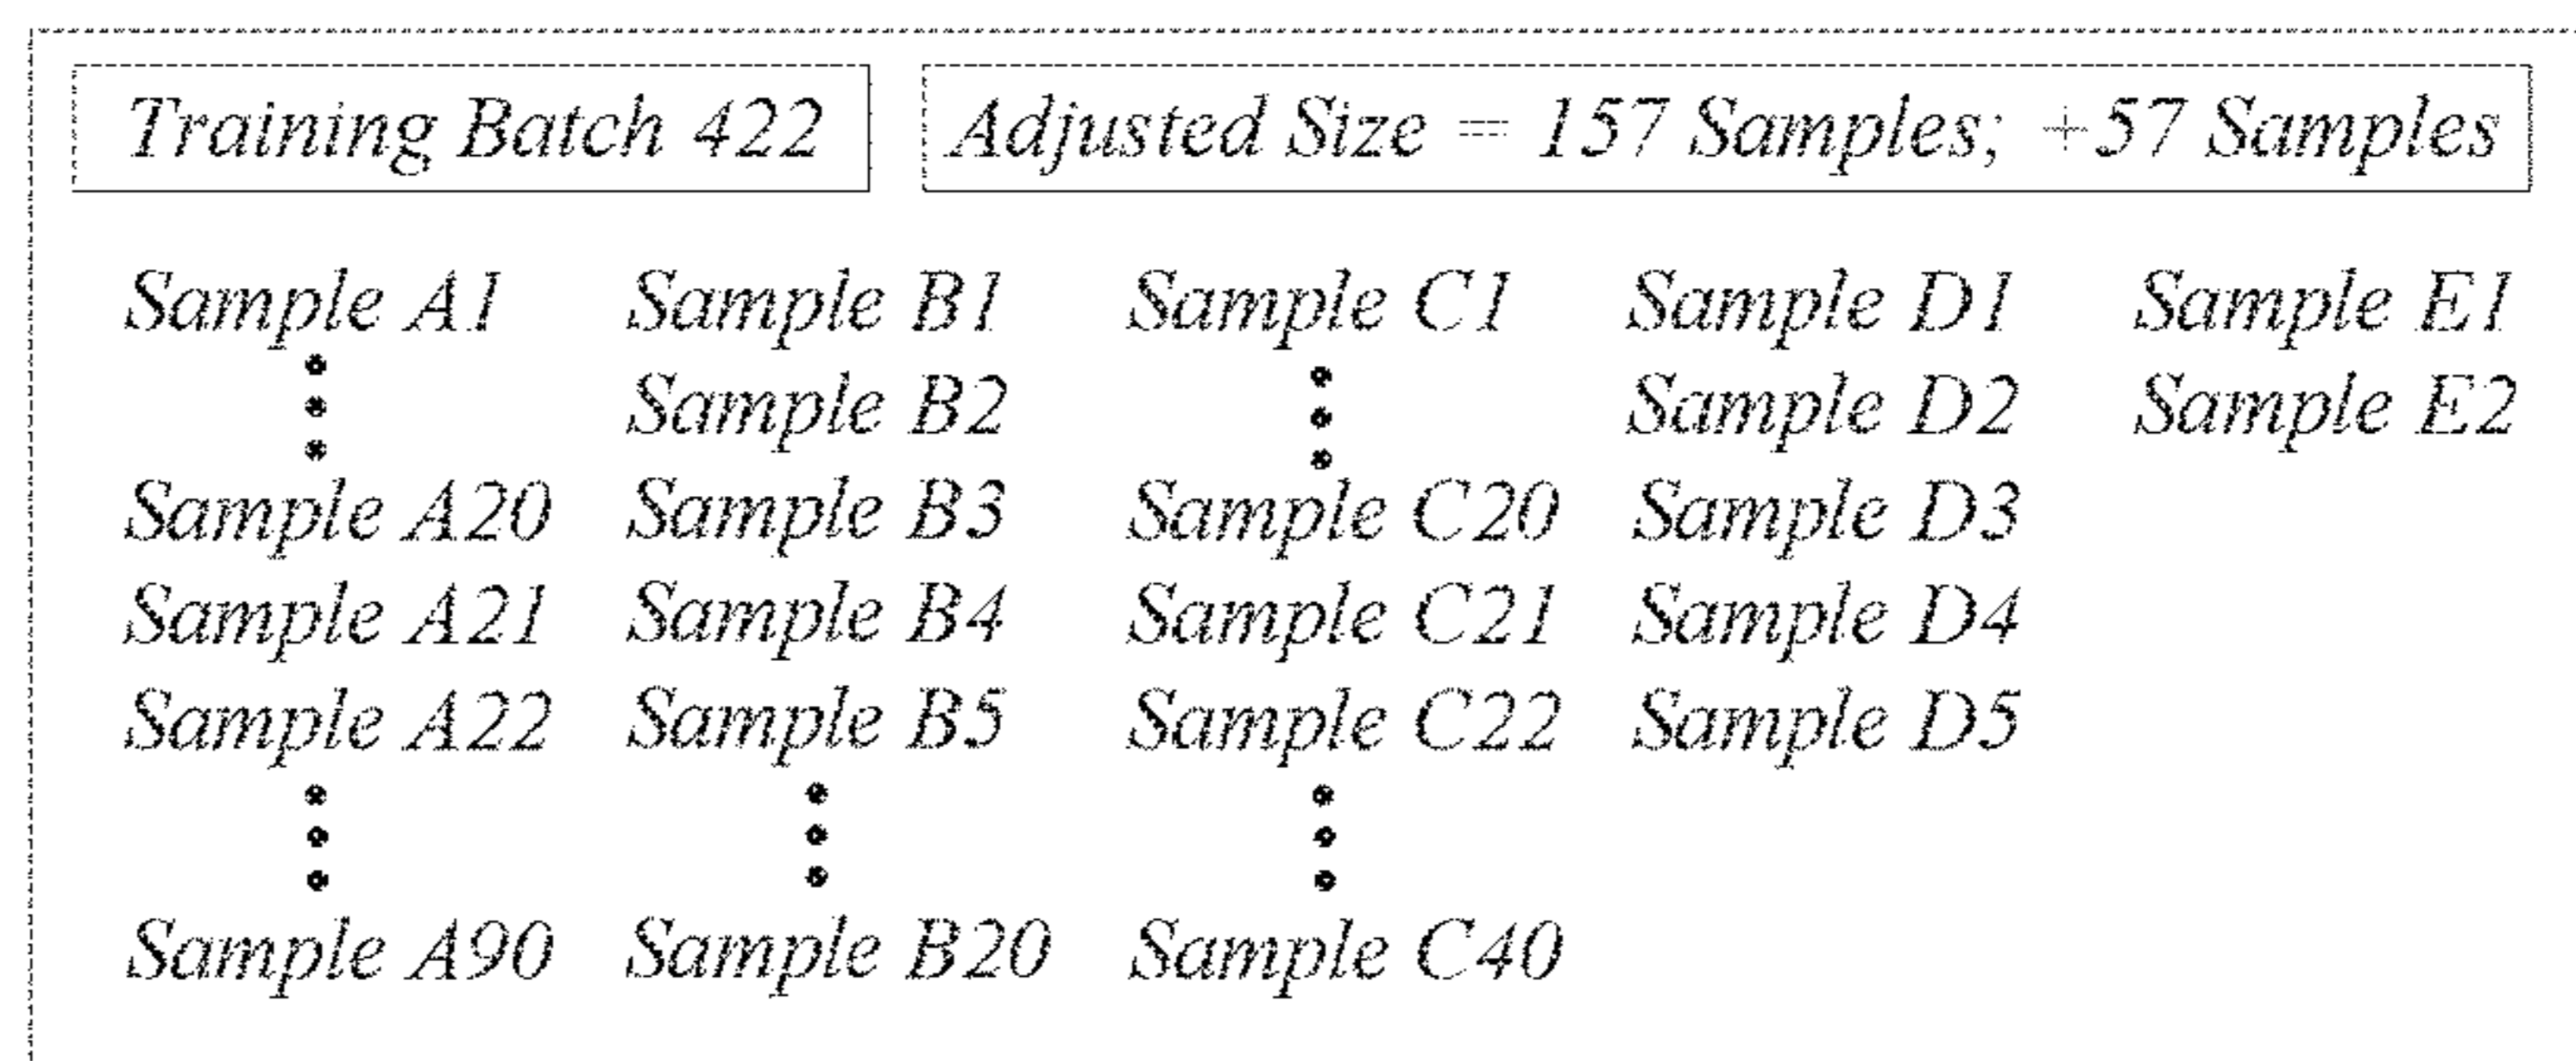 Training Batch 422 Adjusted Size = 157 Samples; +57 Samples
Sample A1 Sample B1 Sample C1 Sample D1 Sample E1
Sample B2 Sample D2 Sample E2
Sample A20 Sample B3 Sample C20 Sample D3
Sample A21 Sample B4 Sample C21 Sample D4
Sample A22 Sample B5 Sample C22 Sample D5
Sample A90 Sample B20 Sample C40